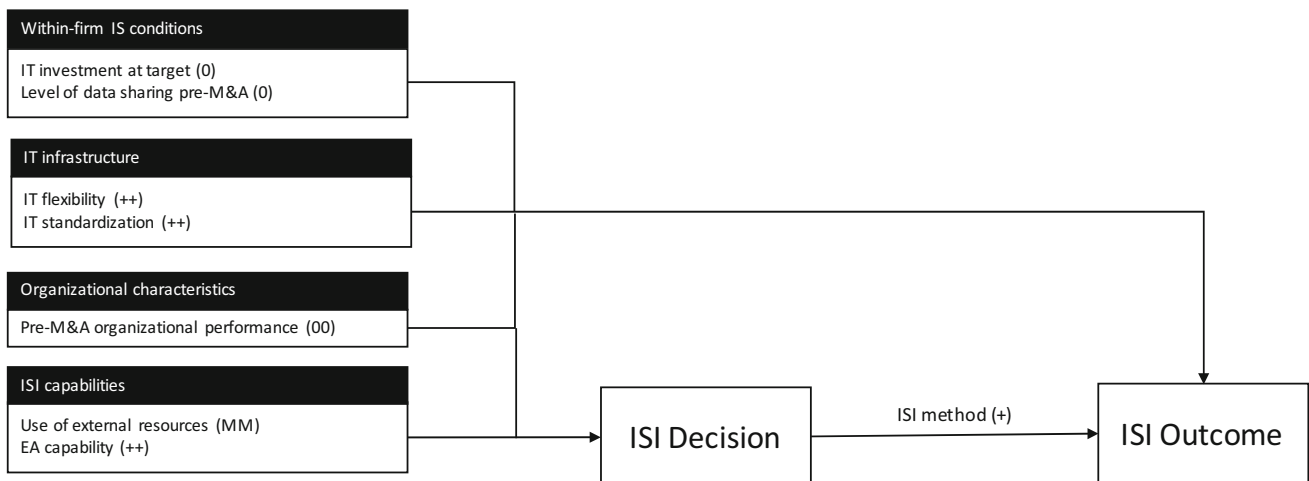 Within-firm IS conditions
IT investment at target (0)
Level of data sharing pre-M&A (0)
IT infrastructure
IT flexibility (++)
IT standardization (++)
Organizational characteristics
Pre-M&A organizational performance (00)
ISI capabilities
Use of external resources (MM)
EA capability (++)
ISI Decision
ISI method (+)
ISI Outcome